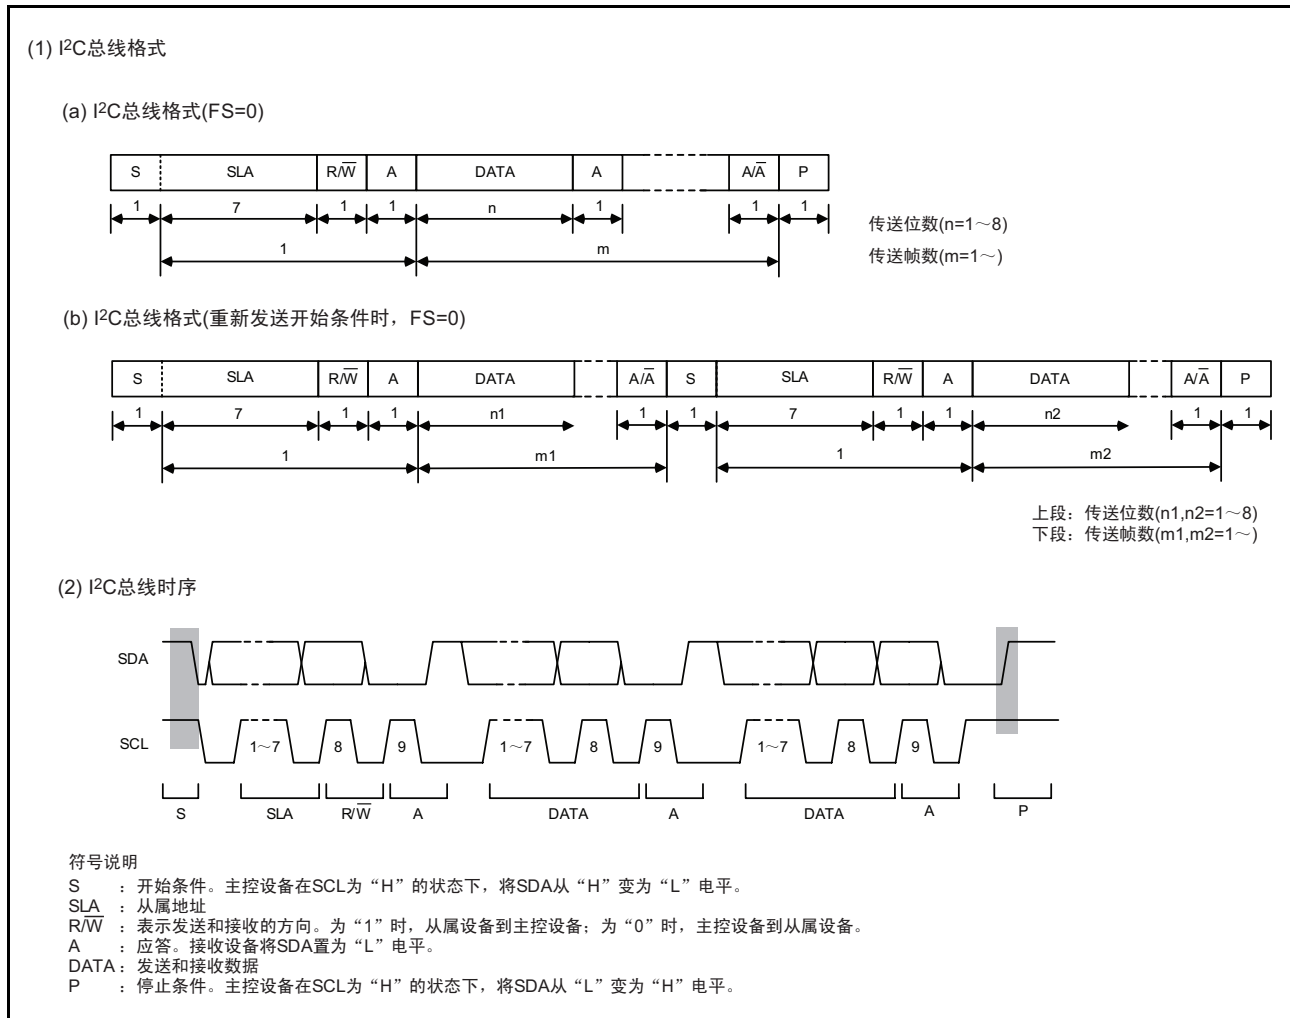 (1) I²C总线格式
(a) I²C总线格式(FS=0)
S SLA R/W̅ A DATA A A/A̅ P
1 7 1 1 n 1 1 1
传送位数(n=1～8)
1 m
传送帧数(m=1～)
(b) I²C总线格式(重新发送开始条件时，FS=0)
S SLA R/W̅ A DATA A/A̅ S SLA R/W̅ A DATA A/A̅ P
1 7 1 1 n1 1 1 7 1 1 n2 1 1
1 m1 1 m2
上段：传送位数(n1,n2=1～8)
下段：传送帧数(m1,m2=1～)
(2) I²C总线时序
SDA
SCL 1～7 8 9 1～7 8 9 1～7 8 9
S SLA R/W̅ A DATA A DATA A P
符号说明
S ：开始条件。主控设备在SCL为“H”的状态下，将SDA从“H”变为“L”电平。
SLA ：从属地址
R/W̅ ：表示发送和接收的方向。为“1”时，从属设备到主控设备；为“0”时，主控设备到从属设备。
A ：应答。接收设备将SDA置为“L”电平。
DATA：发送和接收数据
P ：停止条件。主控设备在SCL为“H”的状态下，将SDA从“L”变为“H”电平。